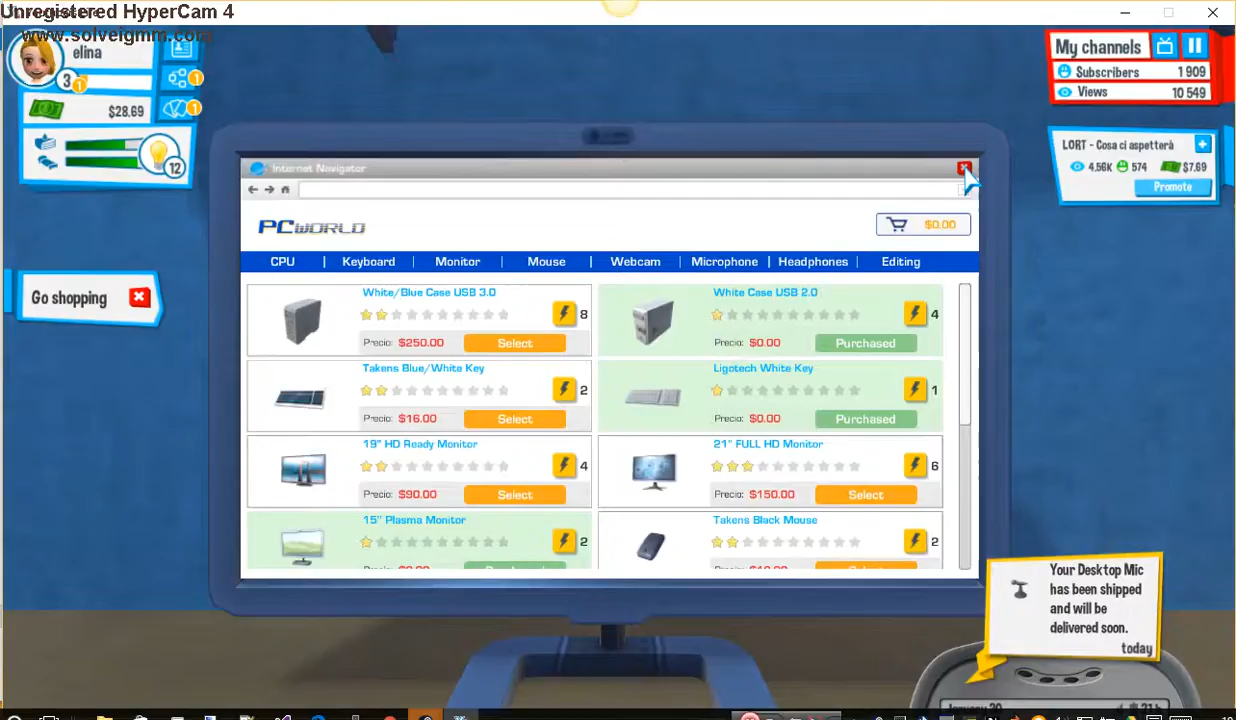 Unregistered HyperCam 4
www.solveigmm.com
elina
3
1
1
$28.69
1
12
My channels
Subscribers 1 909
Views 10 549
LORT - Cosa ci aspetterà
4.56K 574 $7.69
Promote
Go shopping
Internet Navigator
PCWORLD
$0.00
CPU | Keyboard | Monitor | Mouse | Webcam | Microphone | Headphones | Editing
White/Blue Case USB 3.0
8
Precio: $250.00 Select
White Case USB 2.0
4
Precio: $0.00 Purchased
Takens Blue/White Key
2
Precio: $16.00 Select
Ligotech White Key
1
Precio: $0.00 Purchased
19" HD Ready Monitor
4
Precio: $90.00 Select
21" FULL HD Monitor
6
Precio: $150.00 Select
15" Plasma Monitor
2
Takens Black Mouse
2
Your Desktop Mic
has been shipped
and will be
delivered soon.
today